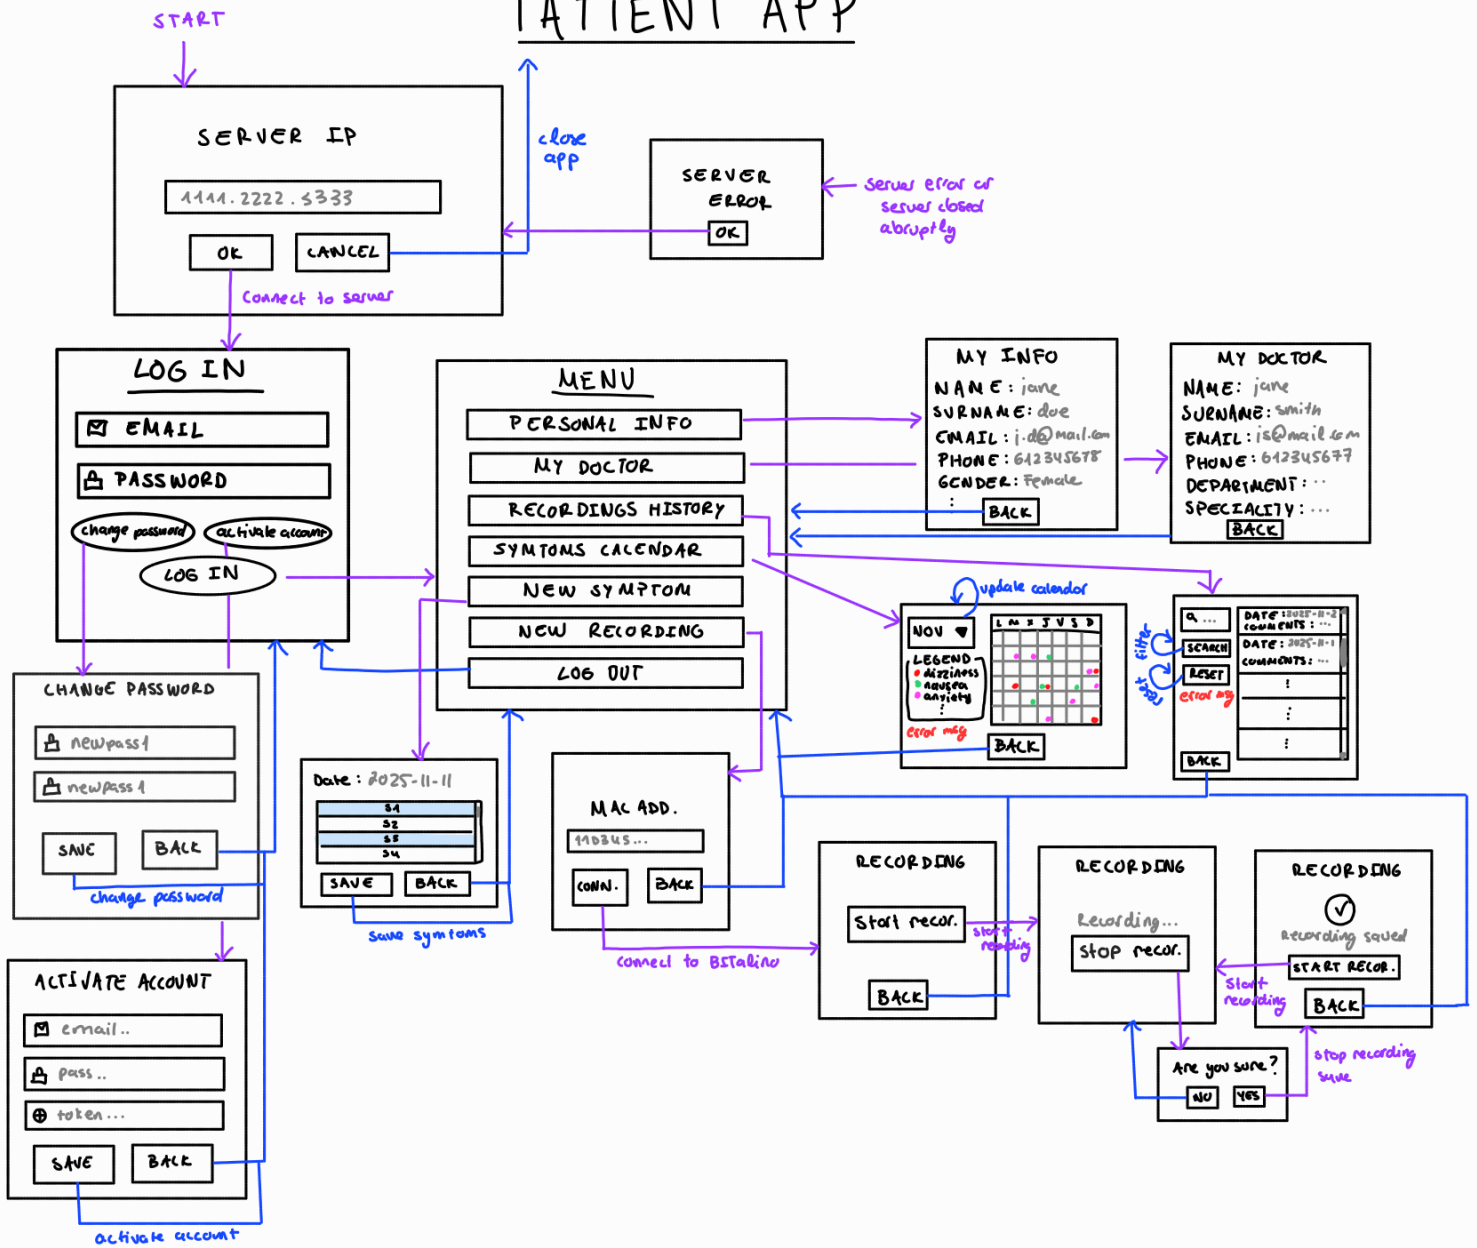 PATIENT APP
START
SERVER IP
1111.2222.s333
OK
CANCEL
close
app
connect to server
SERVER
ERROR
OK
server error or
server closed
abruptly
LOG IN
EMAIL
PASSWORD
change password
activate account
LOG IN
MENU
PERSONAL INFO
MY DOCTOR
RECORDINGS HISTORY
SYMTOMS CALENDAR
NEW SYMPTOM
NEW RECORDING
LOG OUT
MY INFO
NAME: jane
SURNAME: doe
EMAIL: j.d@mail.com
PHONE: 612345678
GENDER: Female
:
BACK
MY DOCTOR
NAME: jane
SURNAME: smith
EMAIL: js@mail.com
PHONE: 612345677
DEPARTMENT: ..
SPECIALITY: ...
BACK
update calendar
NOV
LEGEND
dizziness
nausea
anxiety
:
error msg
L M X J V S D
BACK
filter
reset
...
SEARCH
RESET
error msg
BACK
DATE: 2025-11-2
COMMENTS: ...
DATE: 2025-11-1
COMMENTS: ...
:
:
:
CHANGE PASSWORD
newpass1
newpass1
SAVE
BACK
change password
ACTIVATE ACCOUNT
email..
pass..
token...
SAVE
BACK
activate account
Date: 2025-11-11
S1
S2
S3
S4
SAVE
BACK
save symtoms
MAC ADD.
110345...
CONN.
BACK
connect to BITalino
RECORDING
Start recor.
BACK
start
recording
RECORDING
Recording...
Stop recor.
RECORDING
Recording saved
START RECOR.
BACK
Start
recording
Are you sure?
NO
YES
stop recording